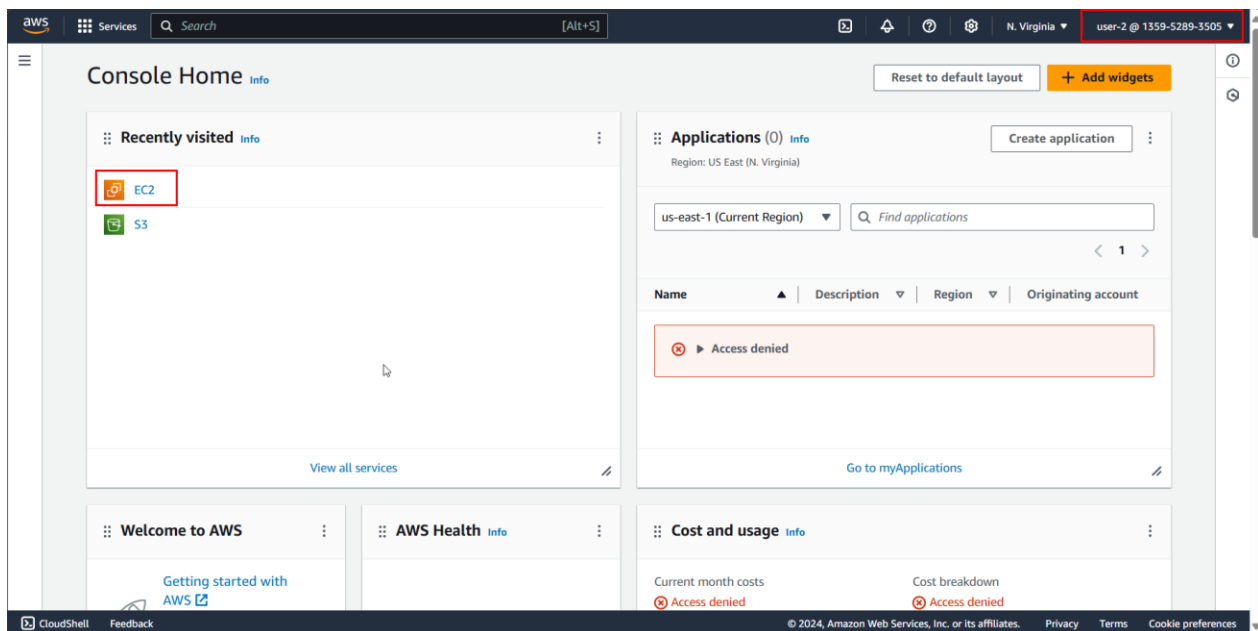 aws Services Search [Alt+S] N. Virginia user-2 @ 1359-5289-3505
Console Home Info
Reset to default layout + Add widgets
Recently visited Info
EC2
S3
View all services
Applications (0) Info
Create application
Region: US East (N. Virginia)
us-east-1 (Current Region) Find applications
1
Name Description Region Originating account
Access denied
Go to myApplications
Welcome to AWS
Getting started with
AWS
AWS Health Info
Cost and usage Info
Current month costs
Access denied
Cost breakdown
Access denied
CloudShell Feedback © 2024, Amazon Web Services, Inc. or its affiliates. Privacy Terms Cookie preferences